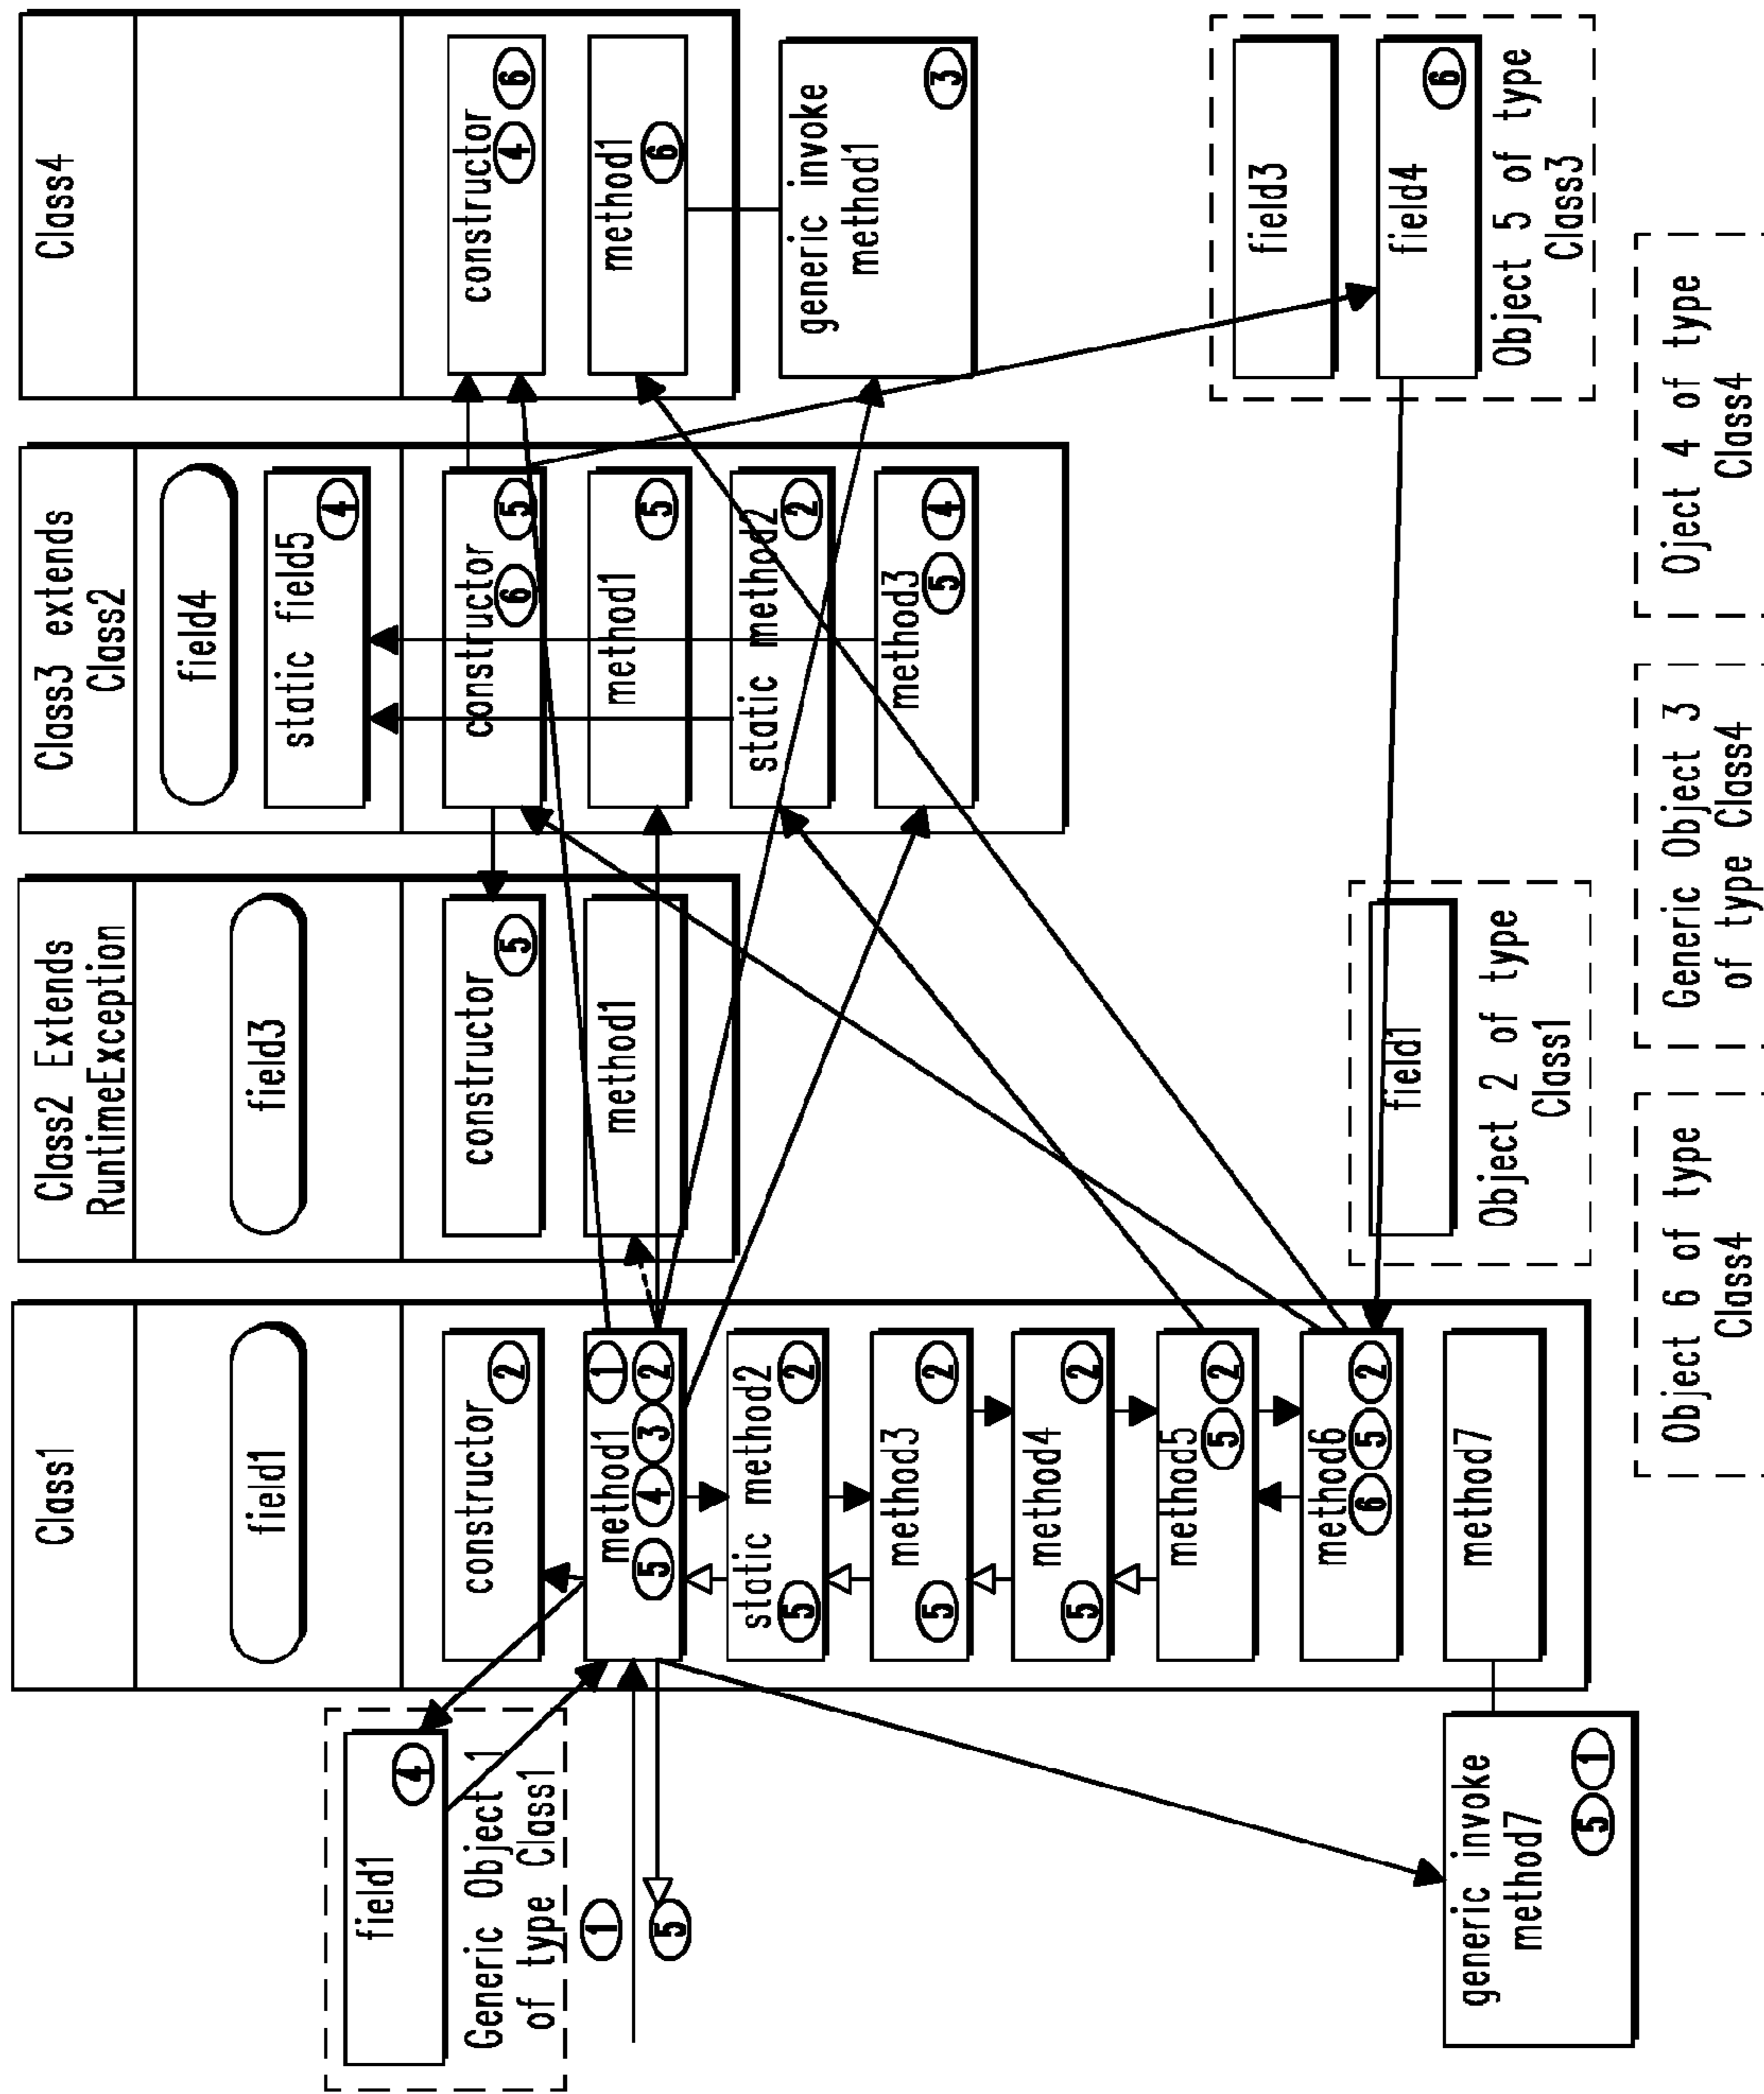 Class1
field1
constructor
2
method1
1
5
4
3
2
static method2
5
2
method3
5
2
method4
5
2
method5
5
2
method6
6
5
2
method7
Class2 Extends
RuntimeException
field3
constructor
5
method1
Class3 extends
Class2
field4
static field5
4
constructor
6
5
method1
5
static method2
2
method3
5
4
Class4
constructor
4
6
method1
6
generic invoke
method1
3
field1
4
Generic Object 1
of type Class1
1
5
generic invoke
method7
5
1
field1
Object 2 of type
Class1
field3
field4
6
Object 5 of type
Class3
Object 6 of type
Class4
Generic Object 3
of type Class4
Oject 4 of type
Class4